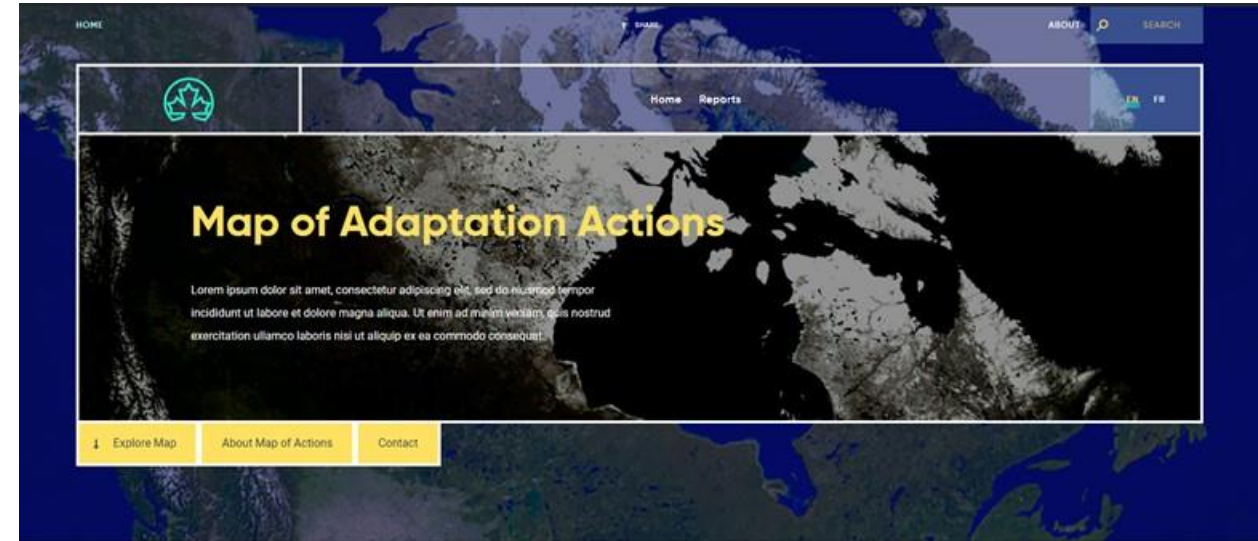 HOME
SHARE
ABOUT
SEARCH
Home Reports
EN FR
Map of Adaptation Actions
Lorem ipsum dolor sit amet, consectetur adipiscing elit, sed do eiusmod tempor
incididunt ut labore et dolore magna aliqua. Ut enim ad minim veniam, quis nostrud
exercitation ullamco laboris nisi ut aliquip ex ea commodo consequat.
Explore Map
About Map of Actions
Contact